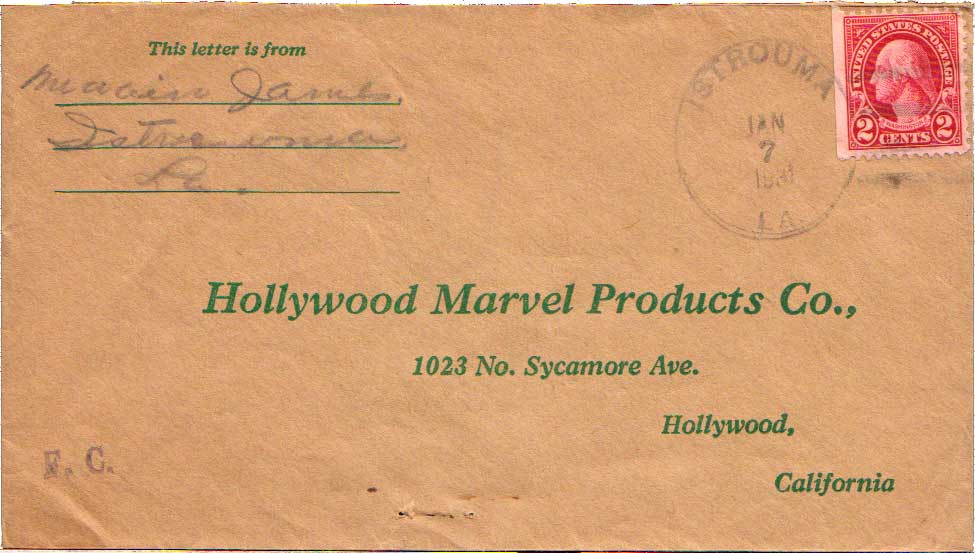 This letter is from
James,
Istrouma,
La.
ISTROUMA
JAN
7
LA.
UNITED STATES POSTAGE
WASHINGTON
2 CENTS 2
Hollywood Marvel Products Co.,
1023 No. Sycamore Ave.
Hollywood,
California
F. C.